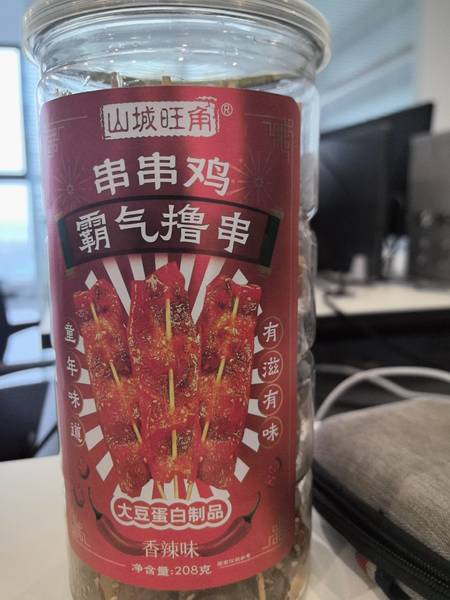 山城旺角®
串串鸡
霸气撸串
童年味道
有滋有味
大豆蛋白制品
香辣味
净含量:208克